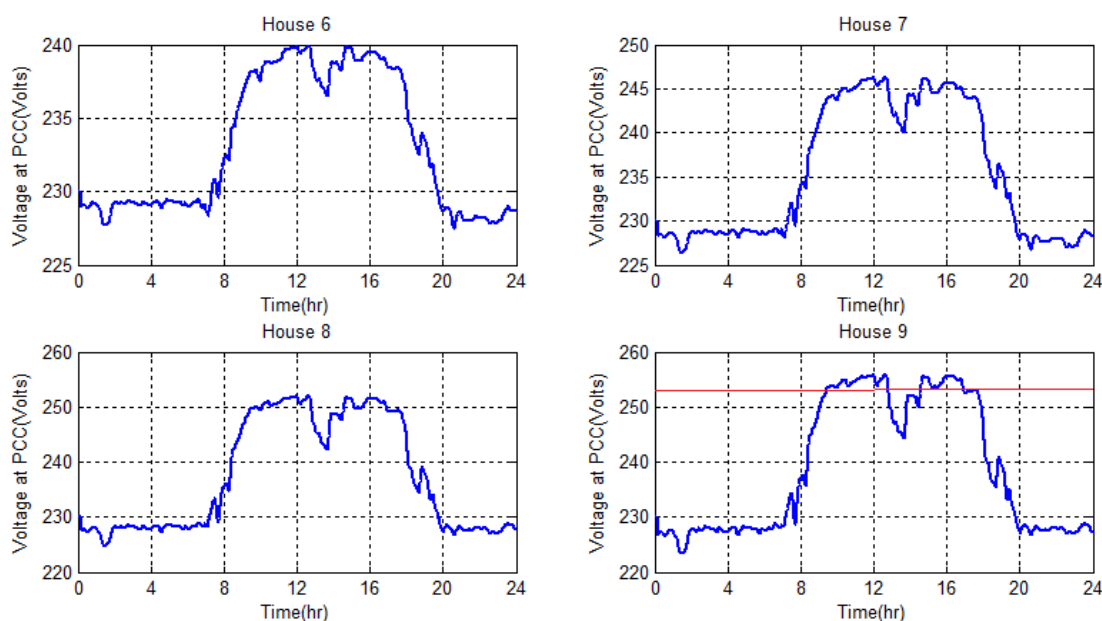 House 6
Voltage at PCC(Volts)
240
235
230
225
0 4 8 12 16 20 24
Time(hr)
House 7
Voltage at PCC(Volts)
250
245
240
235
230
225
0 4 8 12 16 20 24
Time(hr)
House 8
Voltage at PCC(Volts)
260
250
240
230
220
0 4 8 12 16 20 24
Time(hr)
House 9
Voltage at PCC(Volts)
260
250
240
230
220
0 4 8 12 16 20 24
Time(hr)